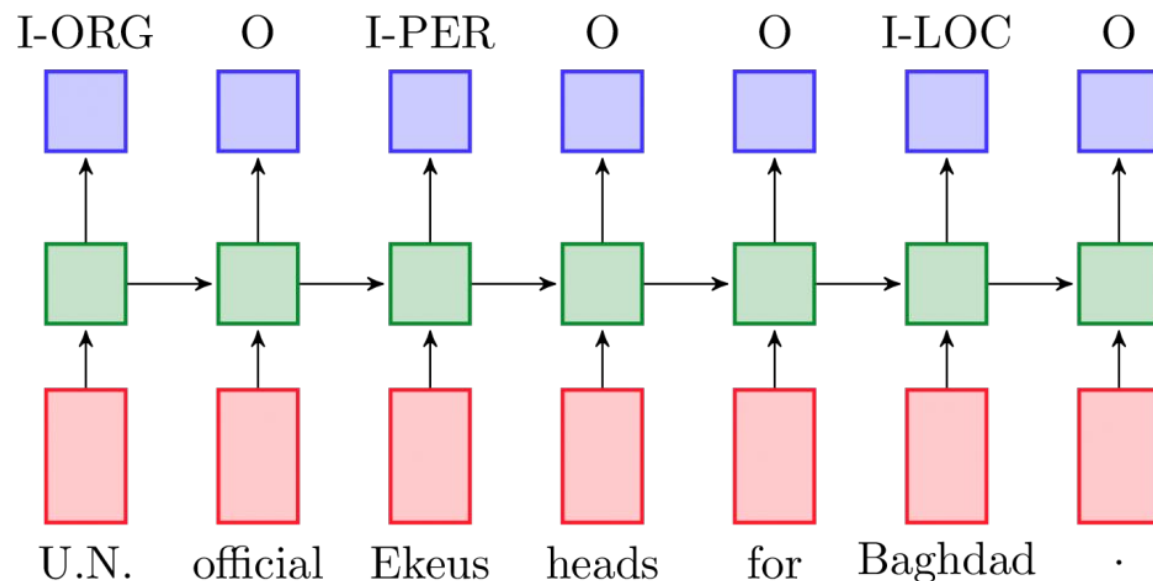 I-ORG O I-PER O O I-LOC O
U.N. official Ekeus heads for Baghdad .